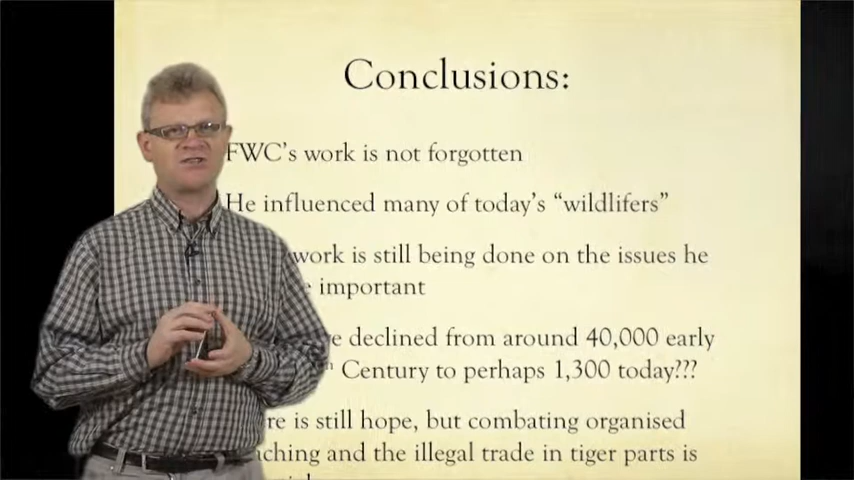 Conclusions:
FWC's work is not forgotten
He influenced many of today's “wildlifers”
work is still being done on the issues he
important
declined from around 40,000 early
Century to perhaps 1,300 today???
is still hope, but combating organised
and the illegal trade in tiger parts is